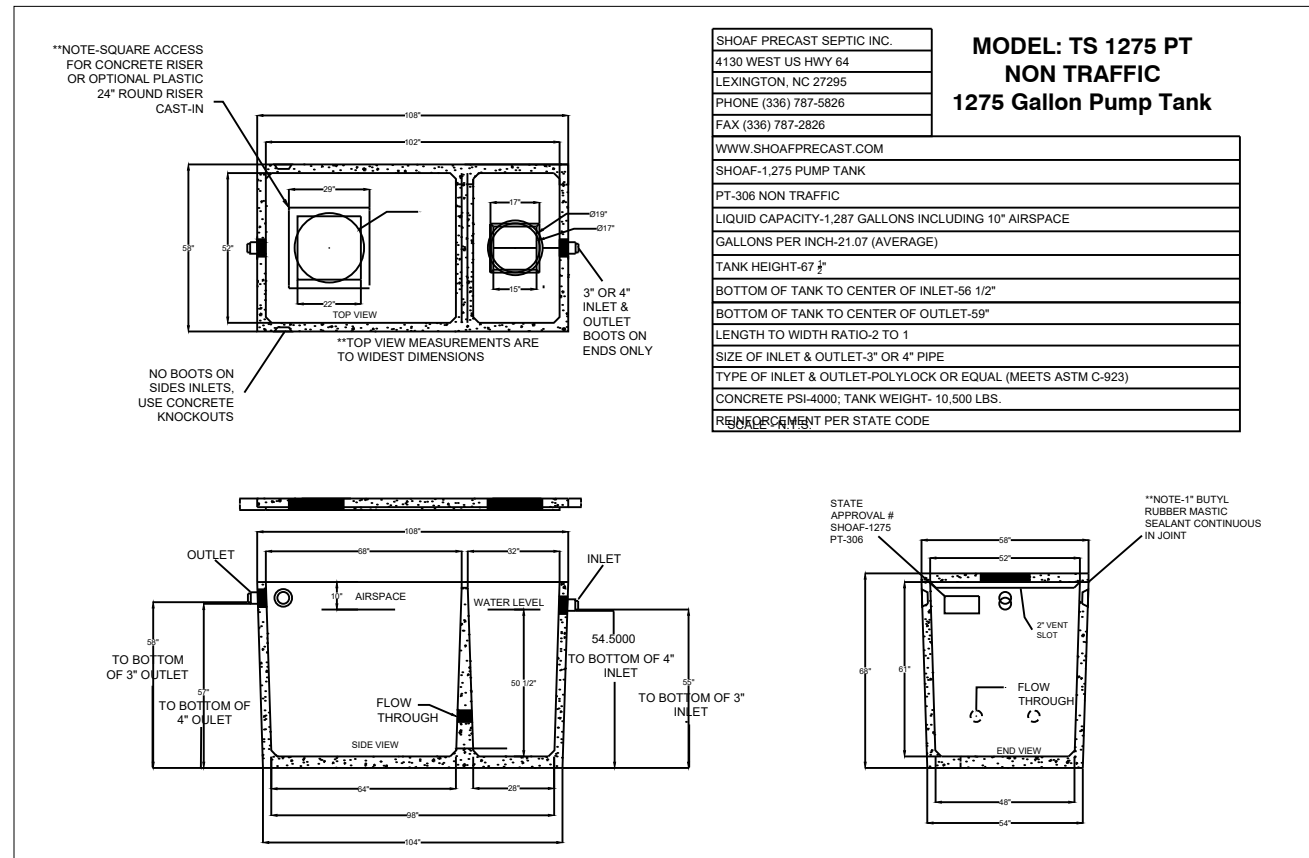 **NOTE-SQUARE ACCESS
FOR CONCRETE RISER
OR OPTIONAL PLASTIC
24" ROUND RISER
CAST-IN
108"
102"
29"
17"
Ø19"
Ø17"
58"
52"
22"
15"
TOP VIEW
3" OR 4"
INLET &
OUTLET
BOOTS ON
ENDS ONLY
**TOP VIEW MEASUREMENTS ARE
TO WIDEST DIMENSIONS
NO BOOTS ON
SIDES INLETS,
USE CONCRETE
KNOCKOUTS
SHOAF PRECAST SEPTIC INC.
4130 WEST US HWY 64
LEXINGTON, NC 27295
PHONE (336) 787-5826
FAX (336) 787-2826
MODEL: TS 1275 PT
NON TRAFFIC
1275 Gallon Pump Tank
WWW.SHOAFPRECAST.COM
SHOAF-1,275 PUMP TANK
PT-306 NON TRAFFIC
LIQUID CAPACITY-1,287 GALLONS INCLUDING 10" AIRSPACE
GALLONS PER INCH-21.07 (AVERAGE)
TANK HEIGHT-67 1/2"
BOTTOM OF TANK TO CENTER OF INLET-56 1/2"
BOTTOM OF TANK TO CENTER OF OUTLET-59"
LENGTH TO WIDTH RATIO-2 TO 1
SIZE OF INLET & OUTLET-3" OR 4" PIPE
TYPE OF INLET & OUTLET-POLYLOCK OR EQUAL (MEETS ASTM C-923)
CONCRETE PSI-4000; TANK WEIGHT- 10,500 LBS.
REINFORCEMENT PER STATE CODE
SCALE - N.T.S.
108"
OUTLET
68"
32"
INLET
10"
AIRSPACE
WATER LEVEL
58"
TO BOTTOM
OF 3" OUTLET
57"
TO BOTTOM OF
4" OULET
54.5000
TO BOTTOM OF 4"
INLET
55"
TO BOTTOM OF 3"
INLET
50 1/2"
FLOW
THROUGH
SIDE VIEW
64"
28"
98"
104"
STATE
APPROVAL #
SHOAF-1275
PT-306
**NOTE-1" BUTYL
RUBBER MASTIC
SEALANT CONTINUOUS
IN JOINT
58"
52"
2" VENT
SLOT
68"
61"
FLOW
THROUGH
END VIEW
48"
54"